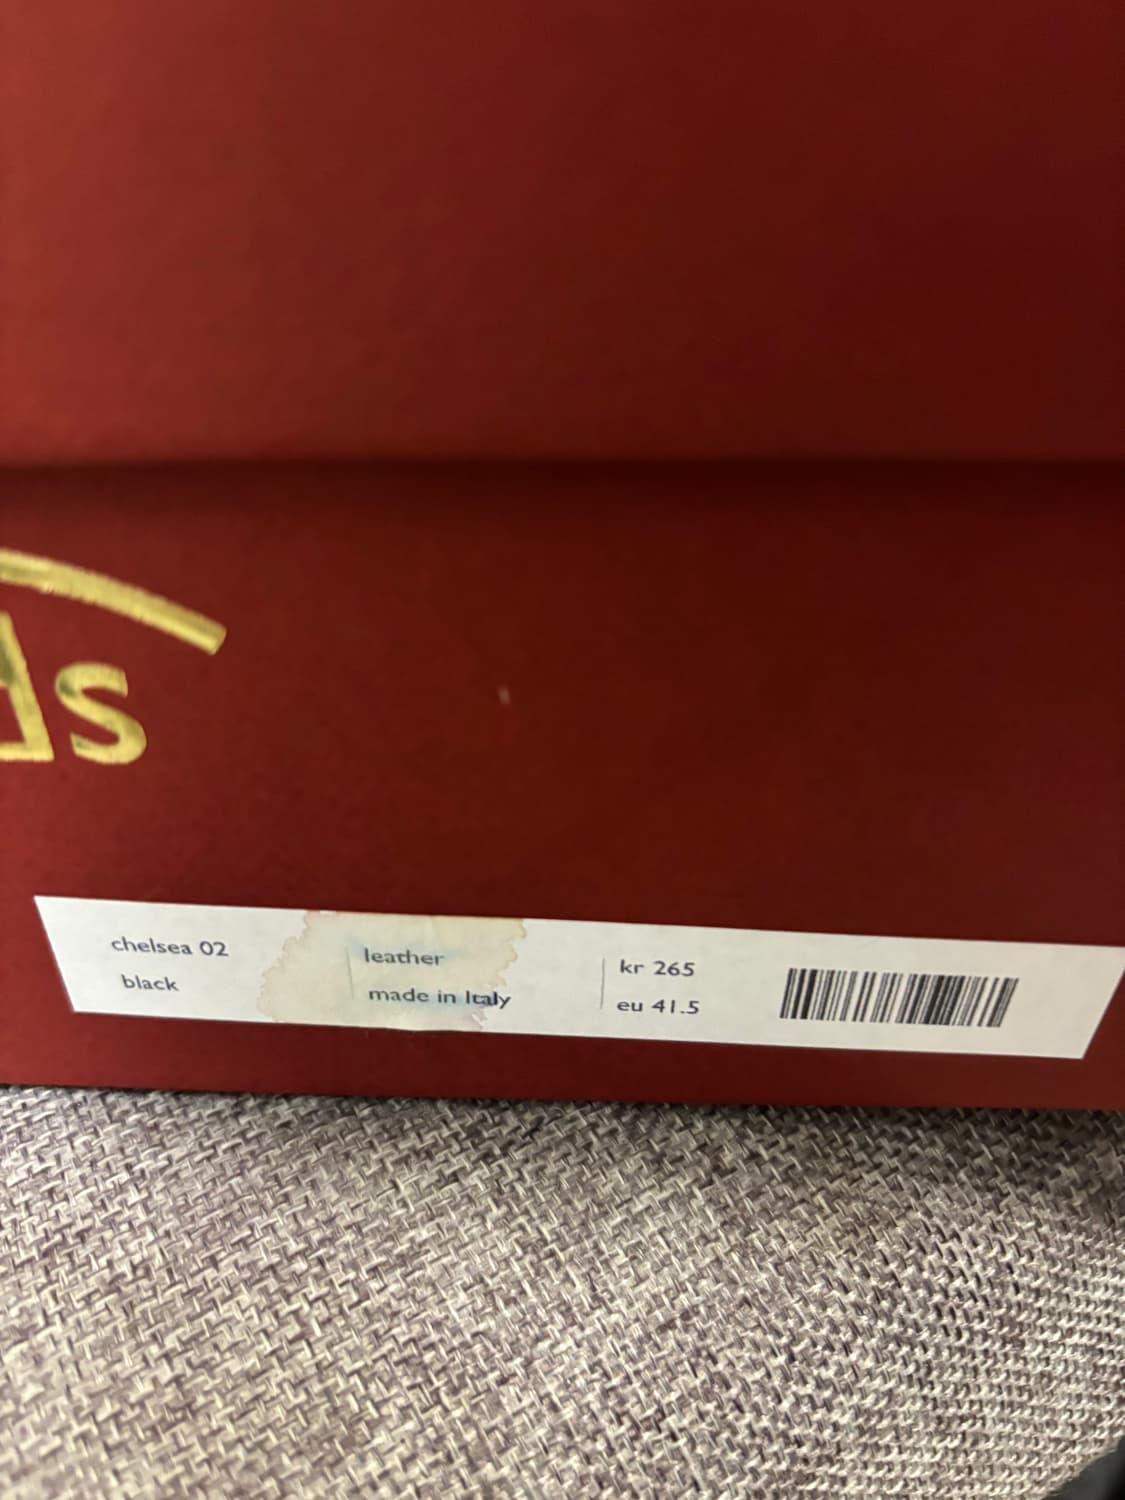 s
chelsea 02
black
leather
made in Italy
kr 265
eu 41.5